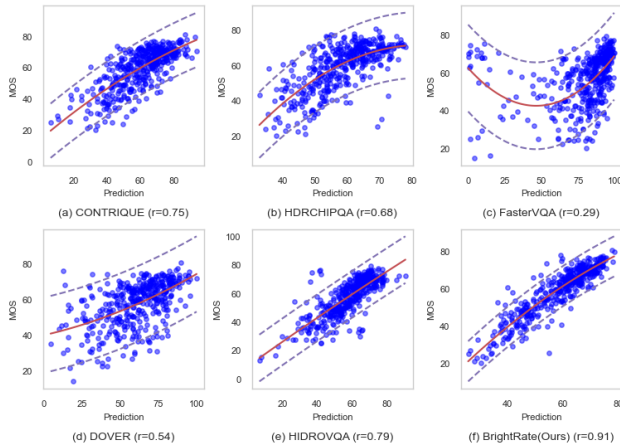 80
60
40
20
0
MOS
20
40
60
80
Prediction
(a) CONTRIQUE (r=0.75)
80
60
40
20
MOS
40
50
60
70
80
Prediction
(b) HDRCHIPQA (r=0.68)
80
60
40
20
MOS
0
25
50
75
100
Prediction
(c) FasterVQA (r=0.29)
80
60
40
20
MOS
0
25
50
75
100
Prediction
(d) DOVER (r=0.54)
100
75
50
25
0
MOS
20
40
60
80
Prediction
(e) HIDROVQA (r=0.79)
80
60
40
20
MOS
40
60
80
Prediction
(f) BrightRate(Ours) (r=0.91)